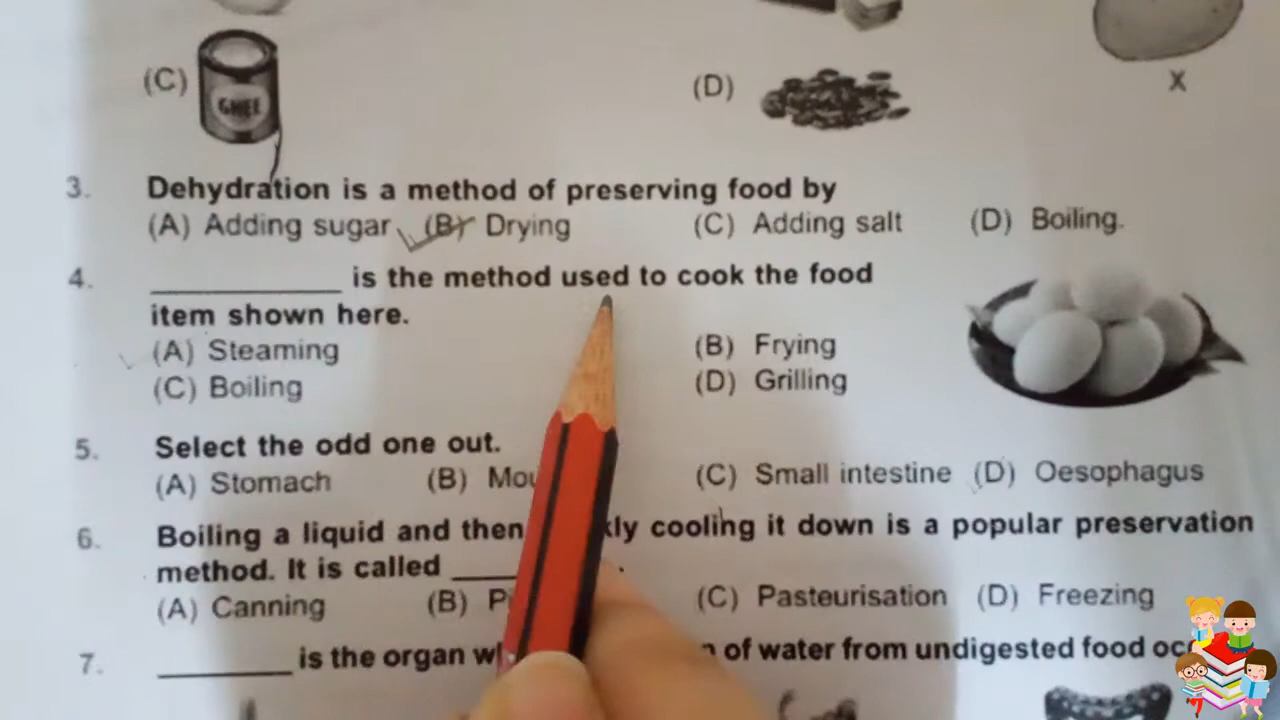 (C) GHEE (D) X
3. Dehydration is a method of preserving food by
(A) Adding sugar (B) Drying (C) Adding salt (D) Boiling.
4. __________ is the method used to cook the food
item shown here.
(A) Steaming (B) Frying
(C) Boiling (D) Grilling
5. Select the odd one out.
(A) Stomach (B) (C) Small intestine (D) Oesophagus
6. Boiling a liquid and then cooling it down is a popular preservation
method. It is called ____
(A) Canning (B) (C) Pasteurisation (D) Freezing
7. ________ is the organ of water from undigested food